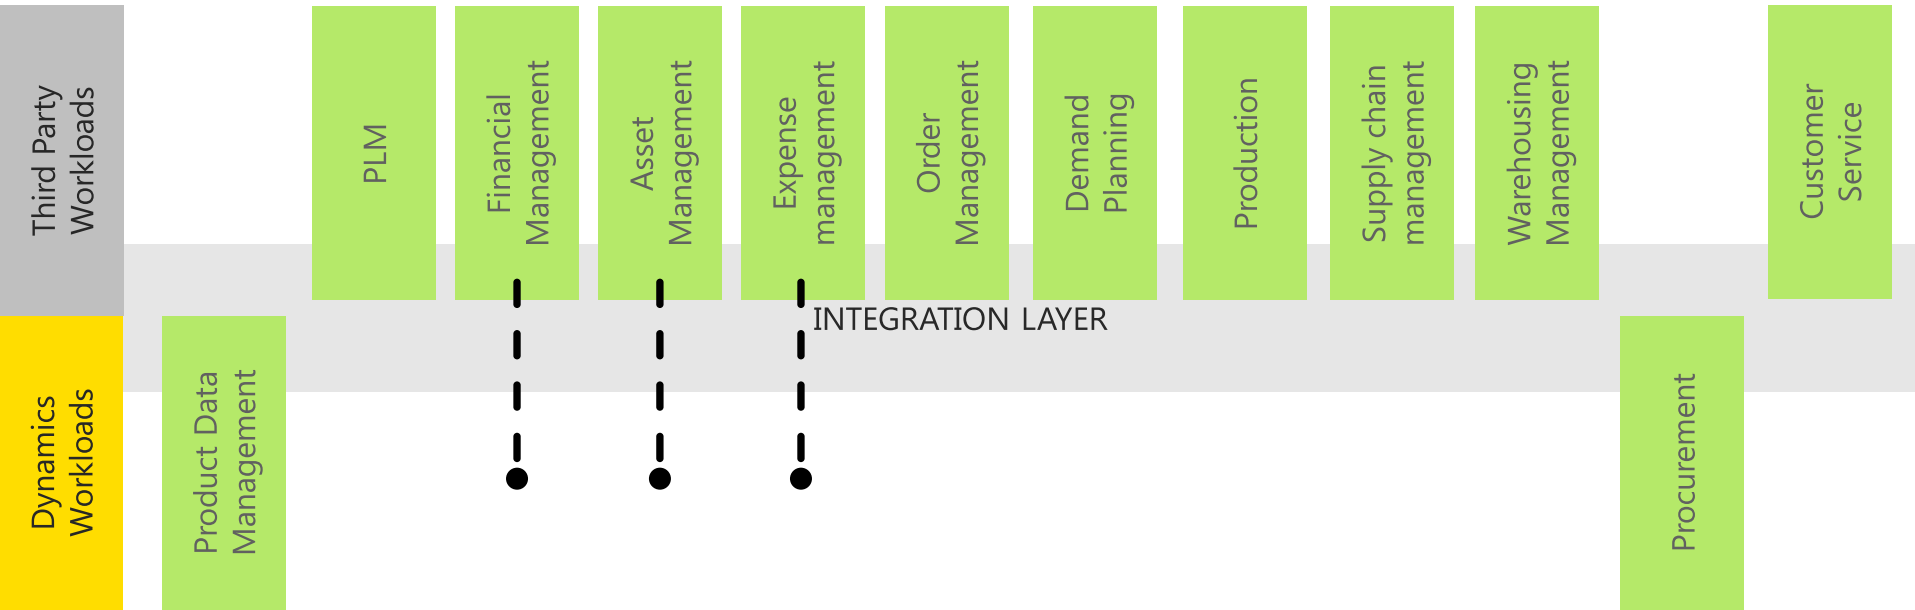 Third Party
Workloads
PLM
Financial
Management
Asset
Management
Expense
management
Order
Management
Demand
Planning
Production
Supply chain
management
Warehousing
Management
Customer
Service
INTEGRATION LAYER
Dynamics
Workloads
Product Data
Management
Procurement